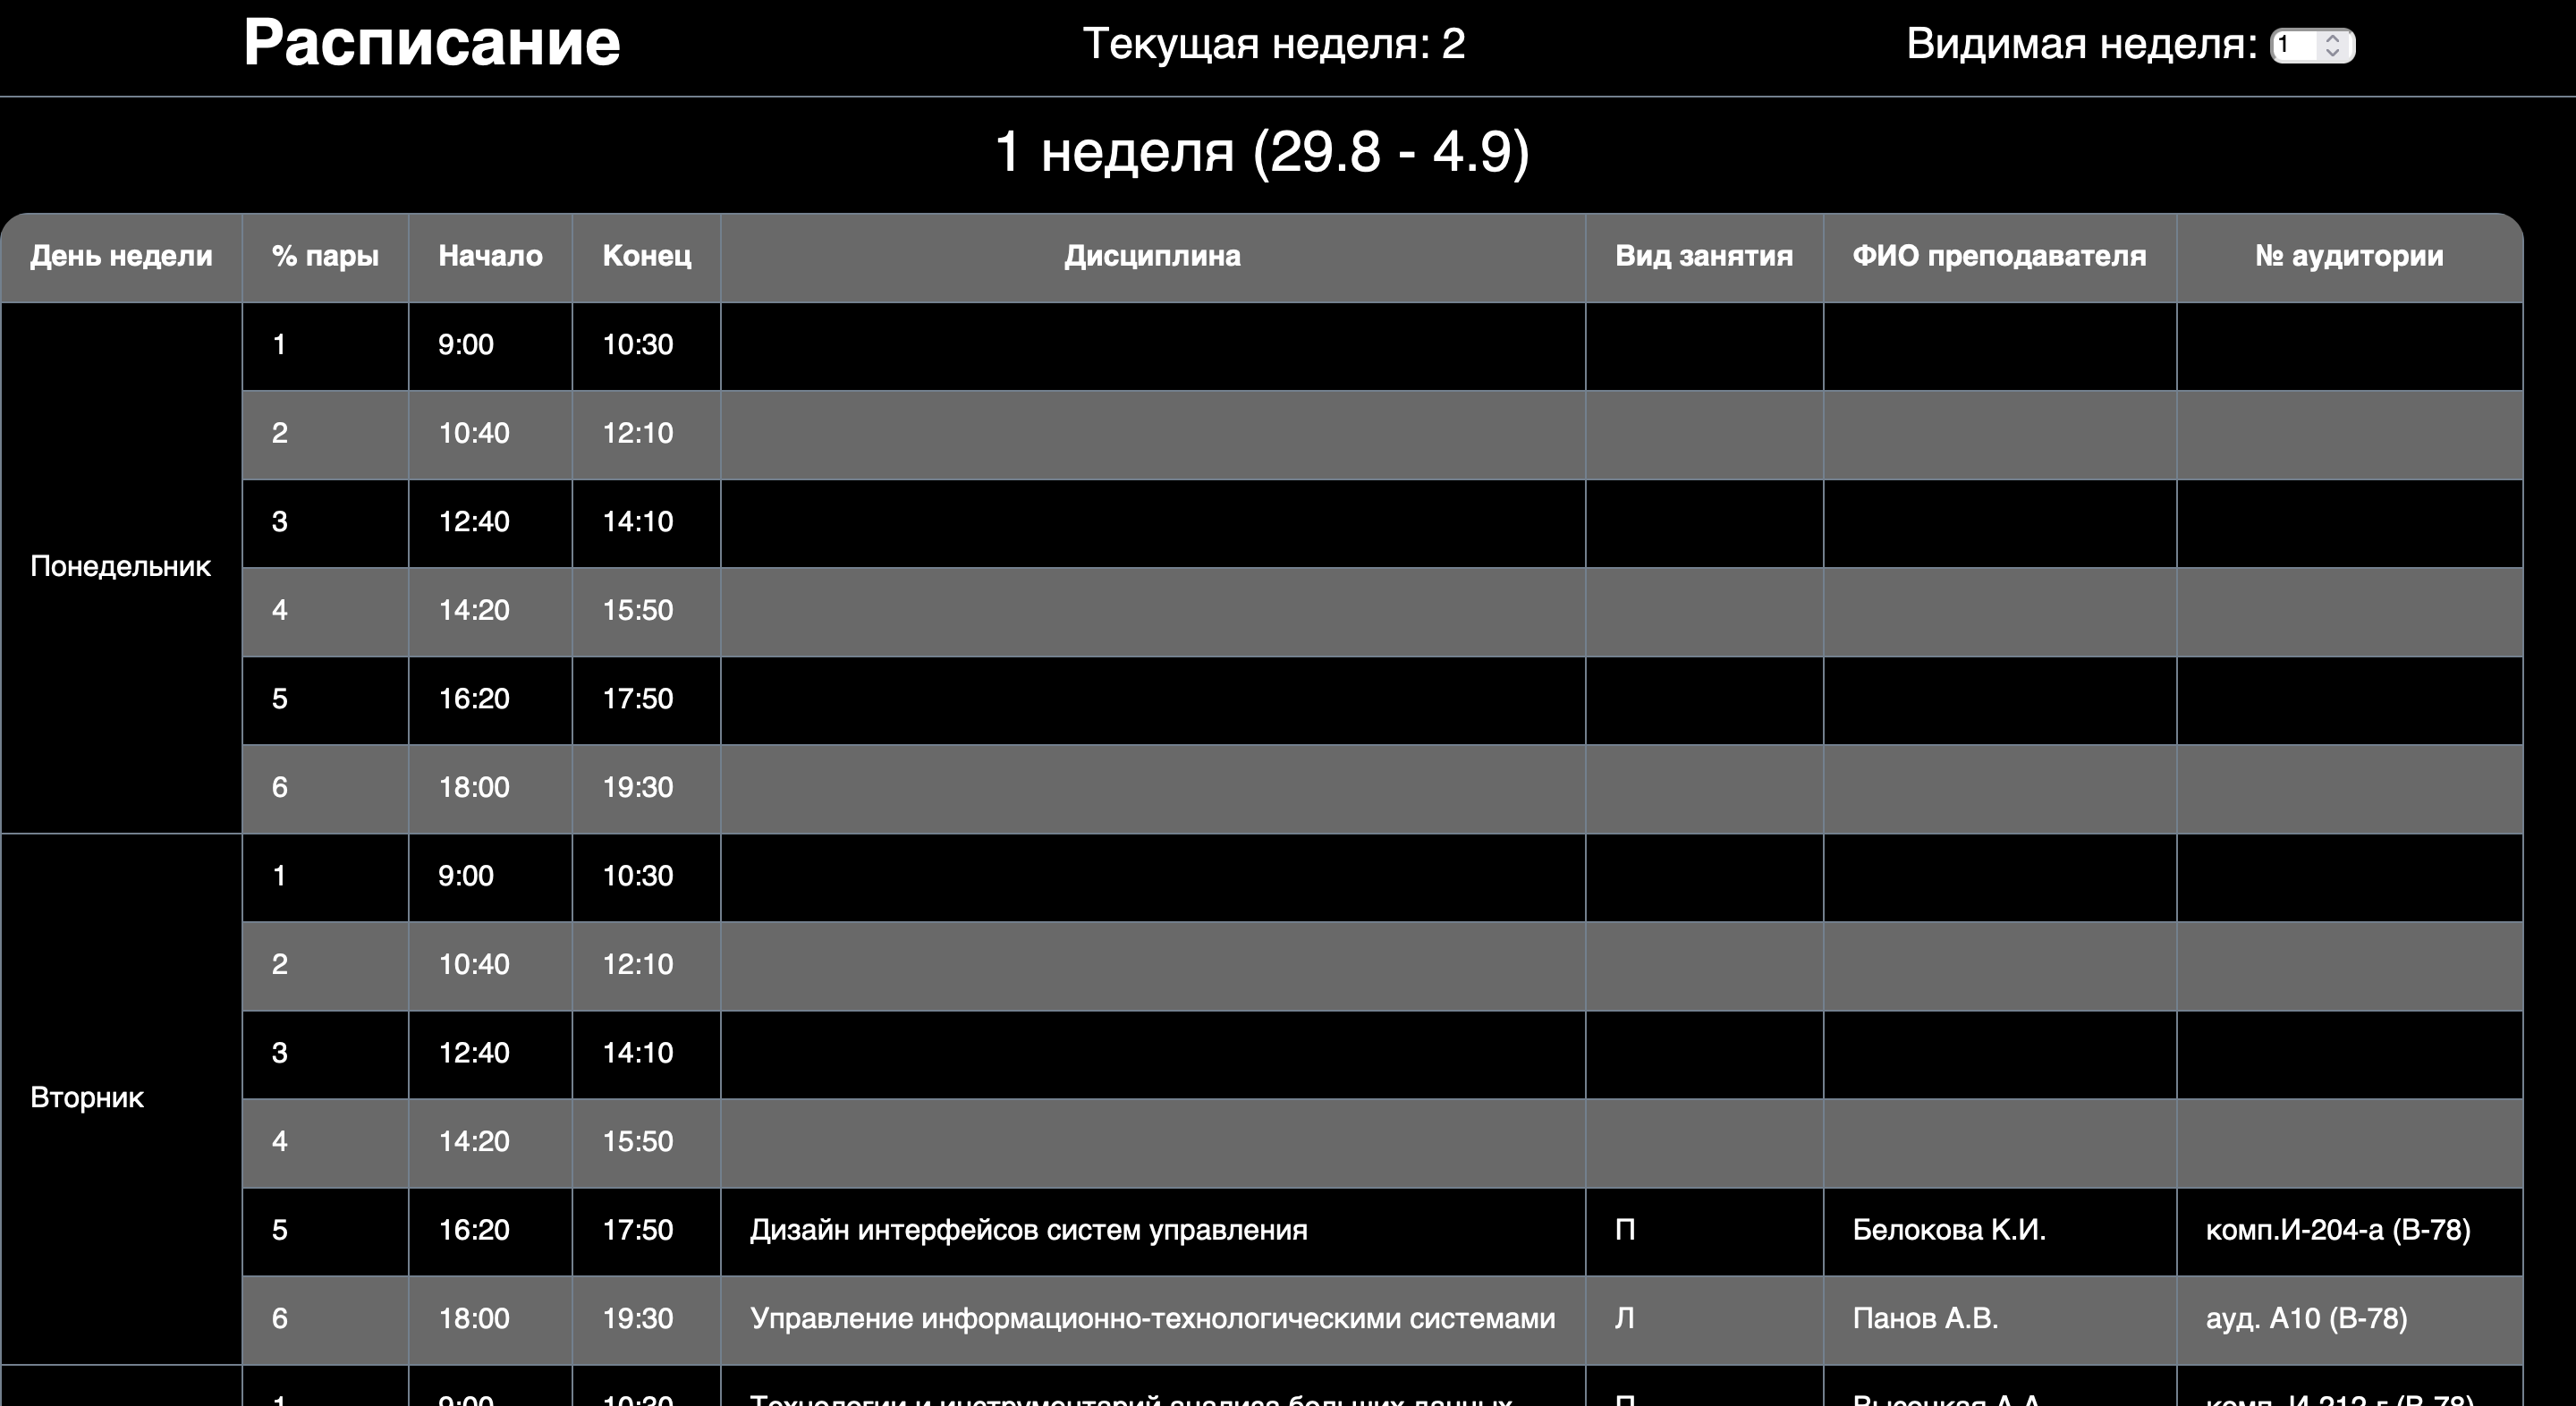 Расписание Текущая неделя: 2 Видимая неделя: 1
1 неделя (29.8 - 4.9)
День недели % пары Начало Конец Дисциплина Вид занятия ФИО преподавателя № аудитории
1 9:00 10:30
2 10:40 12:10
3 12:40 14:10
Понедельник
4 14:20 15:50
5 16:20 17:50
6 18:00 19:30
1 9:00 10:30
2 10:40 12:10
3 12:40 14:10
Вторник
4 14:20 15:50
5 16:20 17:50 Дизайн интерфейсов систем управления П Белокова К.И. комп.И-204-а (В-78)
6 18:00 19:30 Управление информационно-технологическими системами Л Панов А.В. ауд. А10 (В-78)
1 9:00 10:30 Технологии и инструментарий анализа больших данных П